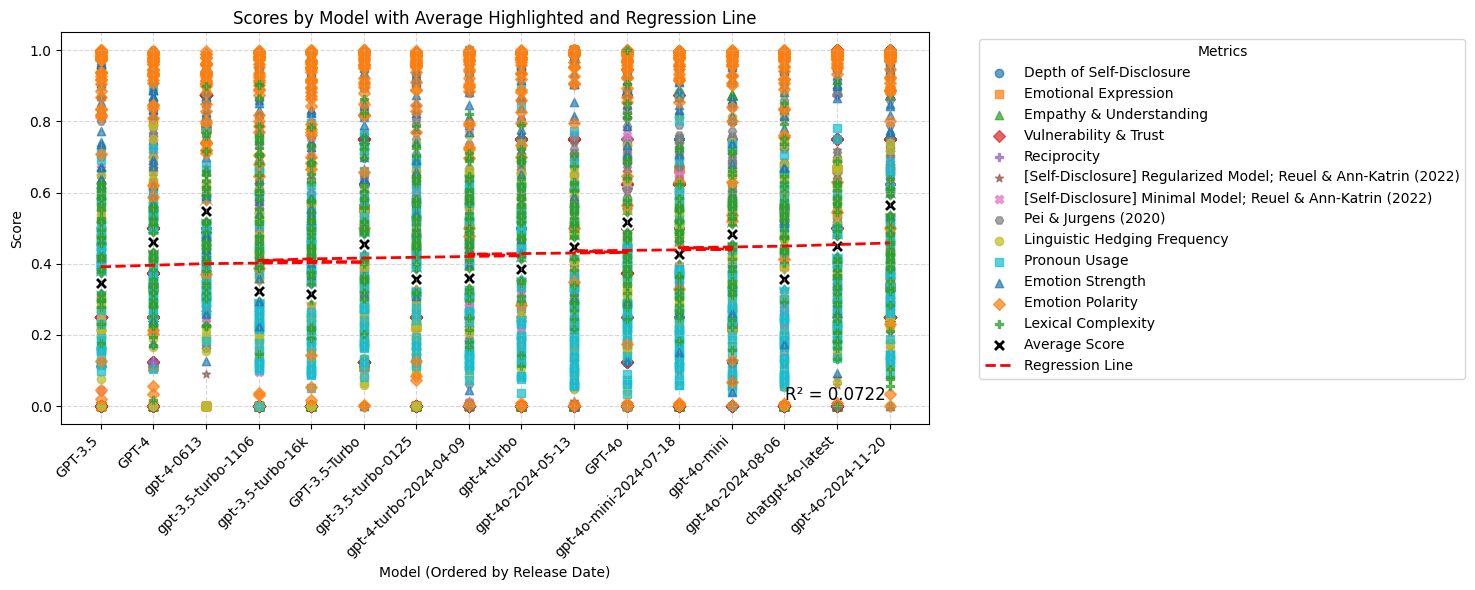 Scores by Model with Average Highlighted and Regression Line
Score
1.0
0.8
0.6
0.4
0.2
0.0
R² = 0.0722
GPT-3.5
GPT-4
gpt-4-0613
gpt-3.5-turbo-1106
gpt-3.5-turbo-16k
GPT-3.5-Turbo
gpt-3.5-turbo-0125
gpt-4-turbo-2024-04-09
gpt-4-turbo
gpt-4o-2024-05-13
GPT-4o
gpt-4o-mini-2024-07-18
gpt-4o-mini
gpt-4o-2024-08-06
chatgpt-4o-latest
gpt-4o-2024-11-20
Model (Ordered by Release Date)
Metrics
Depth of Self-Disclosure
Emotional Expression
Empathy & Understanding
Vulnerability & Trust
Reciprocity
[Self-Disclosure] Regularized Model; Reuel & Ann-Katrin (2022)
[Self-Disclosure] Minimal Model; Reuel & Ann-Katrin (2022)
Pei & Jurgens (2020)
Linguistic Hedging Frequency
Pronoun Usage
Emotion Strength
Emotion Polarity
Lexical Complexity
Average Score
Regression Line